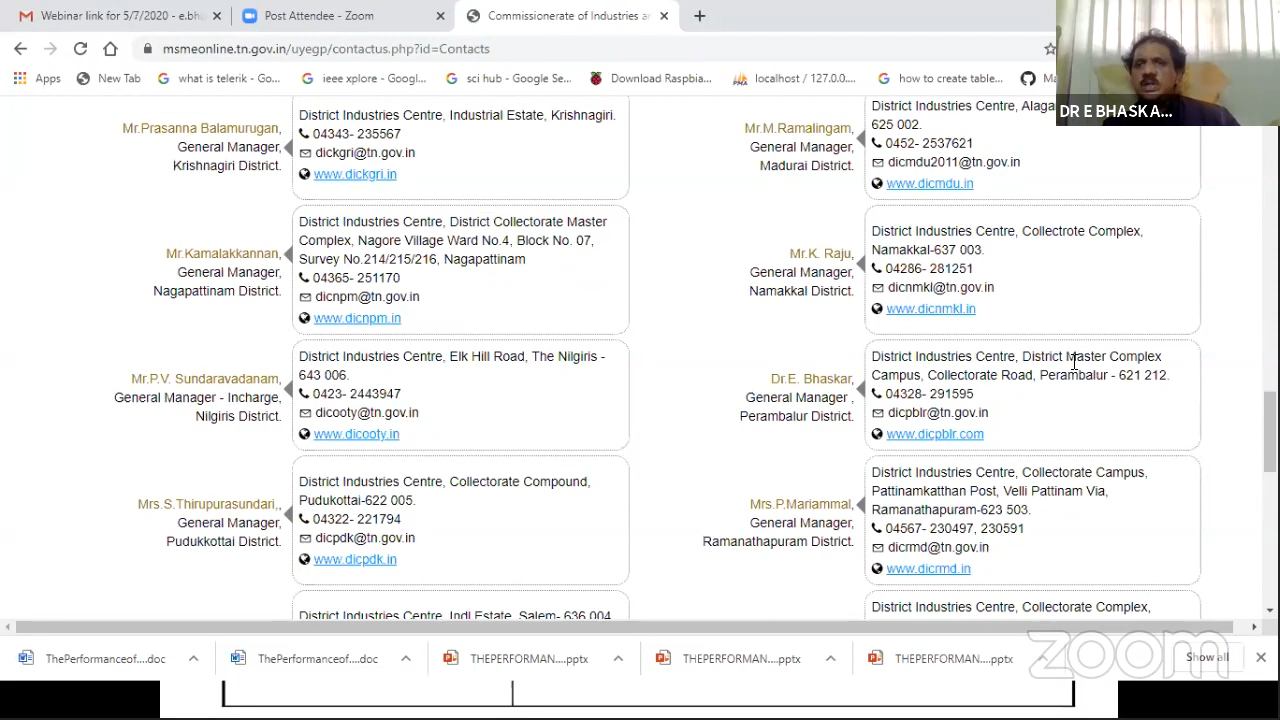 Webinar link for 5/7/2020 - e.bha
Post Attendee - Zoom
Commissionerate of Industries a
msmeonline.tn.gov.in/uyegp/contactus.php?id=Contacts
Apps
New Tab
what is telerik - Go...
ieee xplore - Googl...
sci hub - Google Se...
Download Raspbia...
localhost / 127.0.0....
how to create table...
DR E BHASK A...
Mr.Prasanna Balamurugan,
General Manager,
Krishnagiri District.
District Industries Centre, Industrial Estate, Krishnagiri.
04343- 235567
dickgri@tn.gov.in
www.dickgri.in
Mr.M.Ramalingam,
General Manager,
Madurai District.
District Industries Centre, Alaga
625 002.
0452- 2537621
dicmdu2011@tn.gov.in
www.dicmdu.in
Mr.Kamalakkannan,
General Manager,
Nagapattinam District.
District Industries Centre, District Collectorate Master
Complex, Nagore Village Ward No.4, Block No. 07,
Survey No.214/215/216, Nagapattinam
04365- 251170
dicnpm@tn.gov.in
www.dicnpm.in
Mr.K. Raju,
General Manager,
Namakkal District.
District Industries Centre, Collectrote Complex,
Namakkal-637 003.
04286- 281251
dicnmkl@tn.gov.in
www.dicnmkl.in
Mr.P.V. Sundaravadanam,
General Manager - Incharge,
Nilgiris District.
District Industries Centre, Elk Hill Road, The Nilgiris -
643 006.
0423- 2443947
dicooty@tn.gov.in
www.dicooty.in
Dr.E. Bhaskar,
General Manager ,
Perambalur District.
District Industries Centre, District Master Complex
Campus, Collectorate Road, Perambalur - 621 212.
04328- 291595
dicpblr@tn.gov.in
www.dicpblr.com
Mrs.S.Thirupurasundari,,
General Manager,
Pudukkottai District.
District Industries Centre, Collectorate Compound,
Pudukottai-622 005.
04322- 221794
dicpdk@tn.gov.in
www.dicpdk.in
Mrs.P.Mariammal,
General Manager,
Ramanathapuram District.
District Industries Centre, Collectorate Campus,
Pattinamkatthan Post, Velli Pattinam Via,
Ramanathapuram-623 503.
04567- 230497, 230591
dicrmd@tn.gov.in
www.dicrmd.in
District Industries Centre, Indl Estate, Salem- 636 004
District Industries Centre, Collectorate Complex,
ThePerformanceof....doc
ThePerformanceof....doc
THEPERFORMAN....pptx
THEPERFORMAN....pptx
THEPERFORMAN....pptx
Show all
zoom